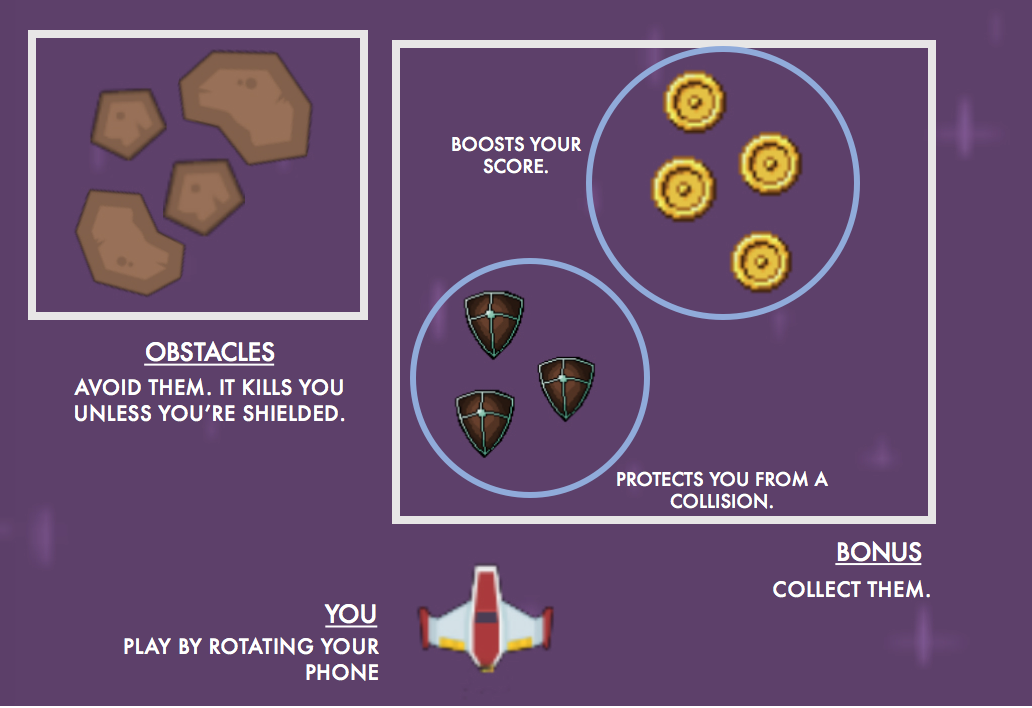 BOOSTS YOUR
SCORE.
OBSTACLES
AVOID THEM. IT KILLS YOU
UNLESS YOU’RE SHIELDED.
PROTECTS YOU FROM A
COLLISION.
BONUS
COLLECT THEM.
YOU
PLAY BY ROTATING YOUR
PHONE